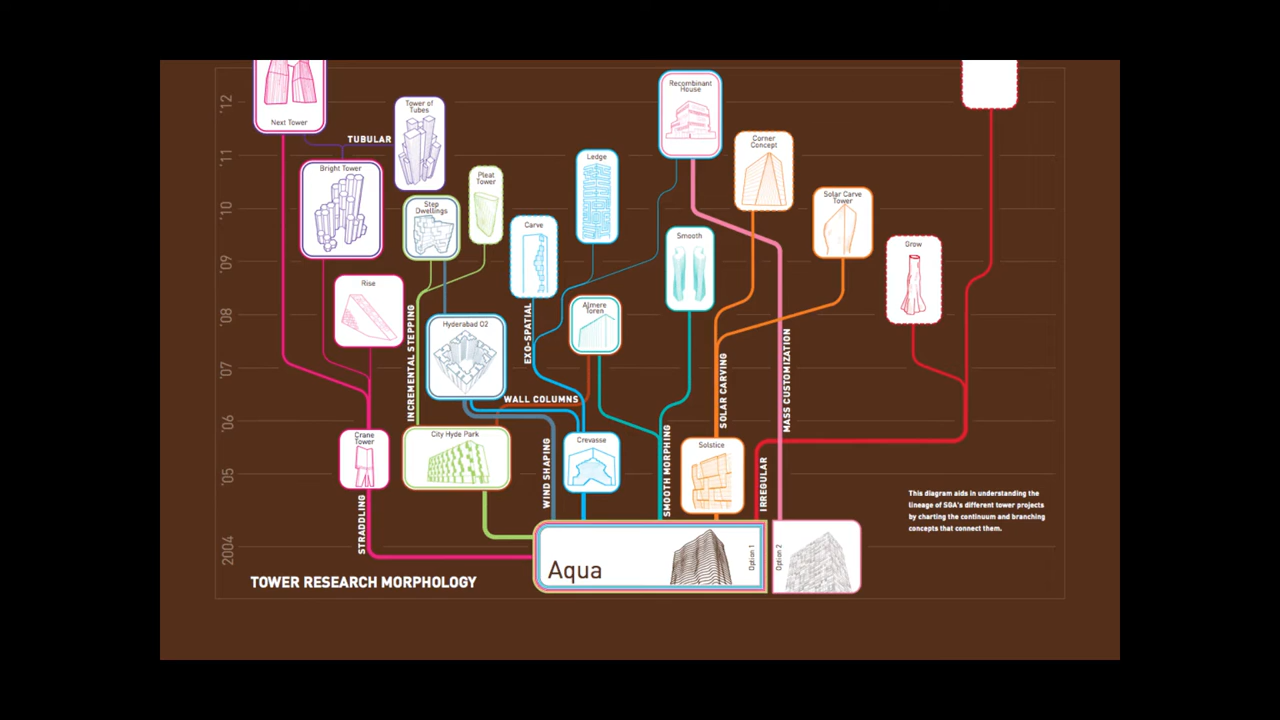 Recombinant
House
'.12
Tower of
Tubes
Next Tower
TUBULAR
Corner
Concept
'.11
Ledge
Bright Tower
Pleat
Tower
Solar Carve
Tower
Step
Dwellings
'.10
Carve
Smooth
Grow
'.09
Rise
Almere
Toren
'.08
Hyderabad O2
INCREMENTAL STEPPING
EXO-SPATIAL
SOLAR CARVING
MASS CUSTOMIZATION
'.07
WALL COLUMNS
'.06
Crane
Tower
City Hyde Park
Crevasse
Solstice
WIND SHAPING
SMOOTH MORPHING
IRREGULAR
'.05
This diagram aids in understanding the
lineage of SGA's different tower projects
by charting the continuum and branching
concepts that connect them.
STRADDLING
2004
Aqua
Option 1
Option 2
TOWER RESEARCH MORPHOLOGY